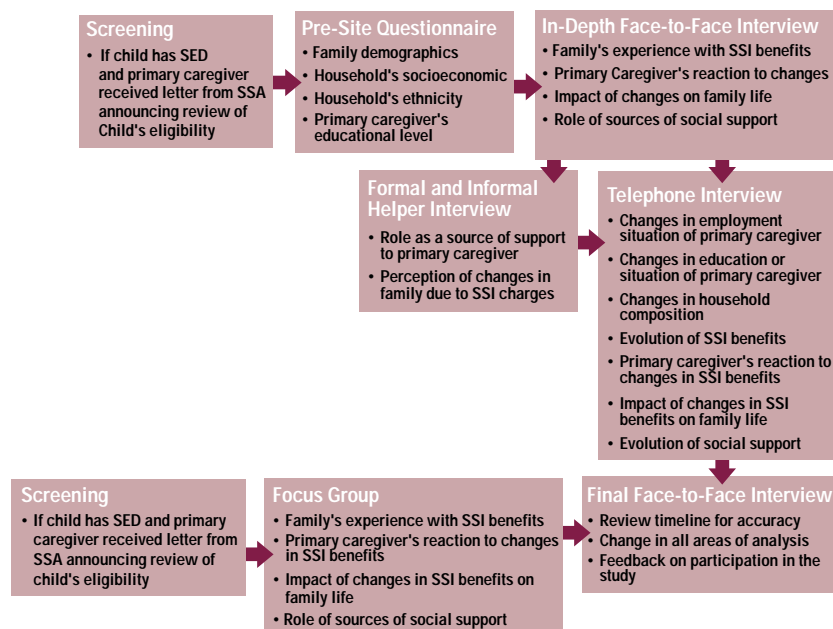 Screening
• If child has SED
and primary caregiver
received letter from SSA
announcing review of
Child's eligibility
Pre-Site Questionnaire
• Family demographics
• Household's socioeconomic
• Household's ethnicity
• Primary caregiver's
educational level
In-Depth Face-to-Face Interview
• Family's experience with SSI benefits
• Primary Caregiver's reaction to changes
• Impact of changes on family life
• Role of sources of social support
Formal and Informal
Helper Interview
• Role as a source of support
to primary caregiver
• Perception of changes in
family due to SSI charges
Telephone Interview
• Changes in employment
situation of primary caregiver
• Changes in education or
situation of primary caregiver
• Changes in household
composition
• Evolution of SSI benefits
• Primary caregiver's reaction to
changes in SSI benefits
• Impact of changes in SSI
benefits on family life
• Evolution of social support
Screening
• If child has SED and primary
caregiver received letter from
SSA announcing review of
child's eligibility
Focus Group
• Family's experience with SSI benefits
• Primary caregiver's reaction to changes
in SSI benefits
• Impact of changes in SSI benefits on
family life
• Role of sources of social support
Final Face-to-Face Interview
• Review timeline for accuracy
• Change in all areas of analysis
• Feedback on participation in the
study